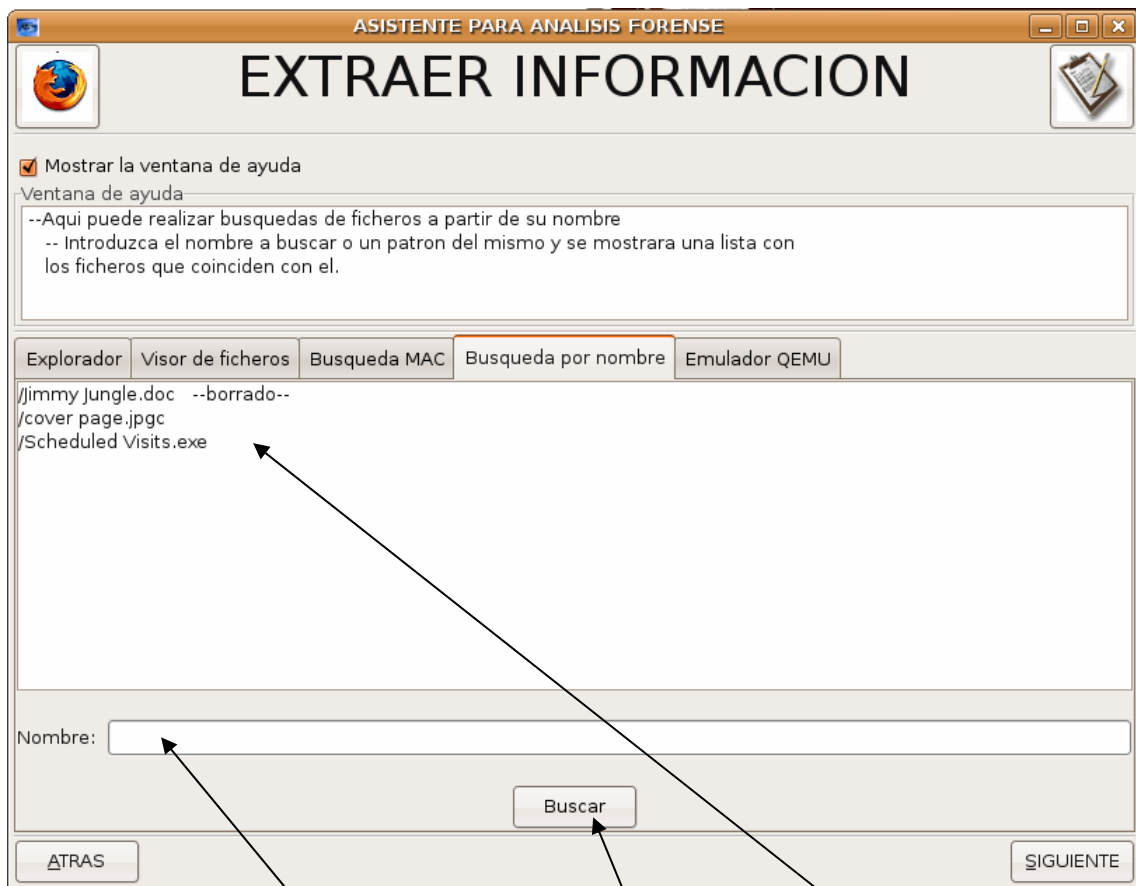 ASISTENTE PARA ANALISIS FORENSE
EXTRAER INFORMACION
Mostrar la ventana de ayuda
Ventana de ayuda
--Aqui puede realizar busquedas de ficheros a partir de su nombre
-- Introduzca el nombre a buscar o un patron del mismo y se mostrara una lista con
los ficheros que coinciden con el.
Explorador Visor de ficheros Busqueda MAC Busqueda por nombre Emulador QEMU
/Jimmy Jungle.doc --borrado--
/cover page.jpgc
/Scheduled Visits.exe
Nombre:
Buscar
ATRAS SIGUIENTE